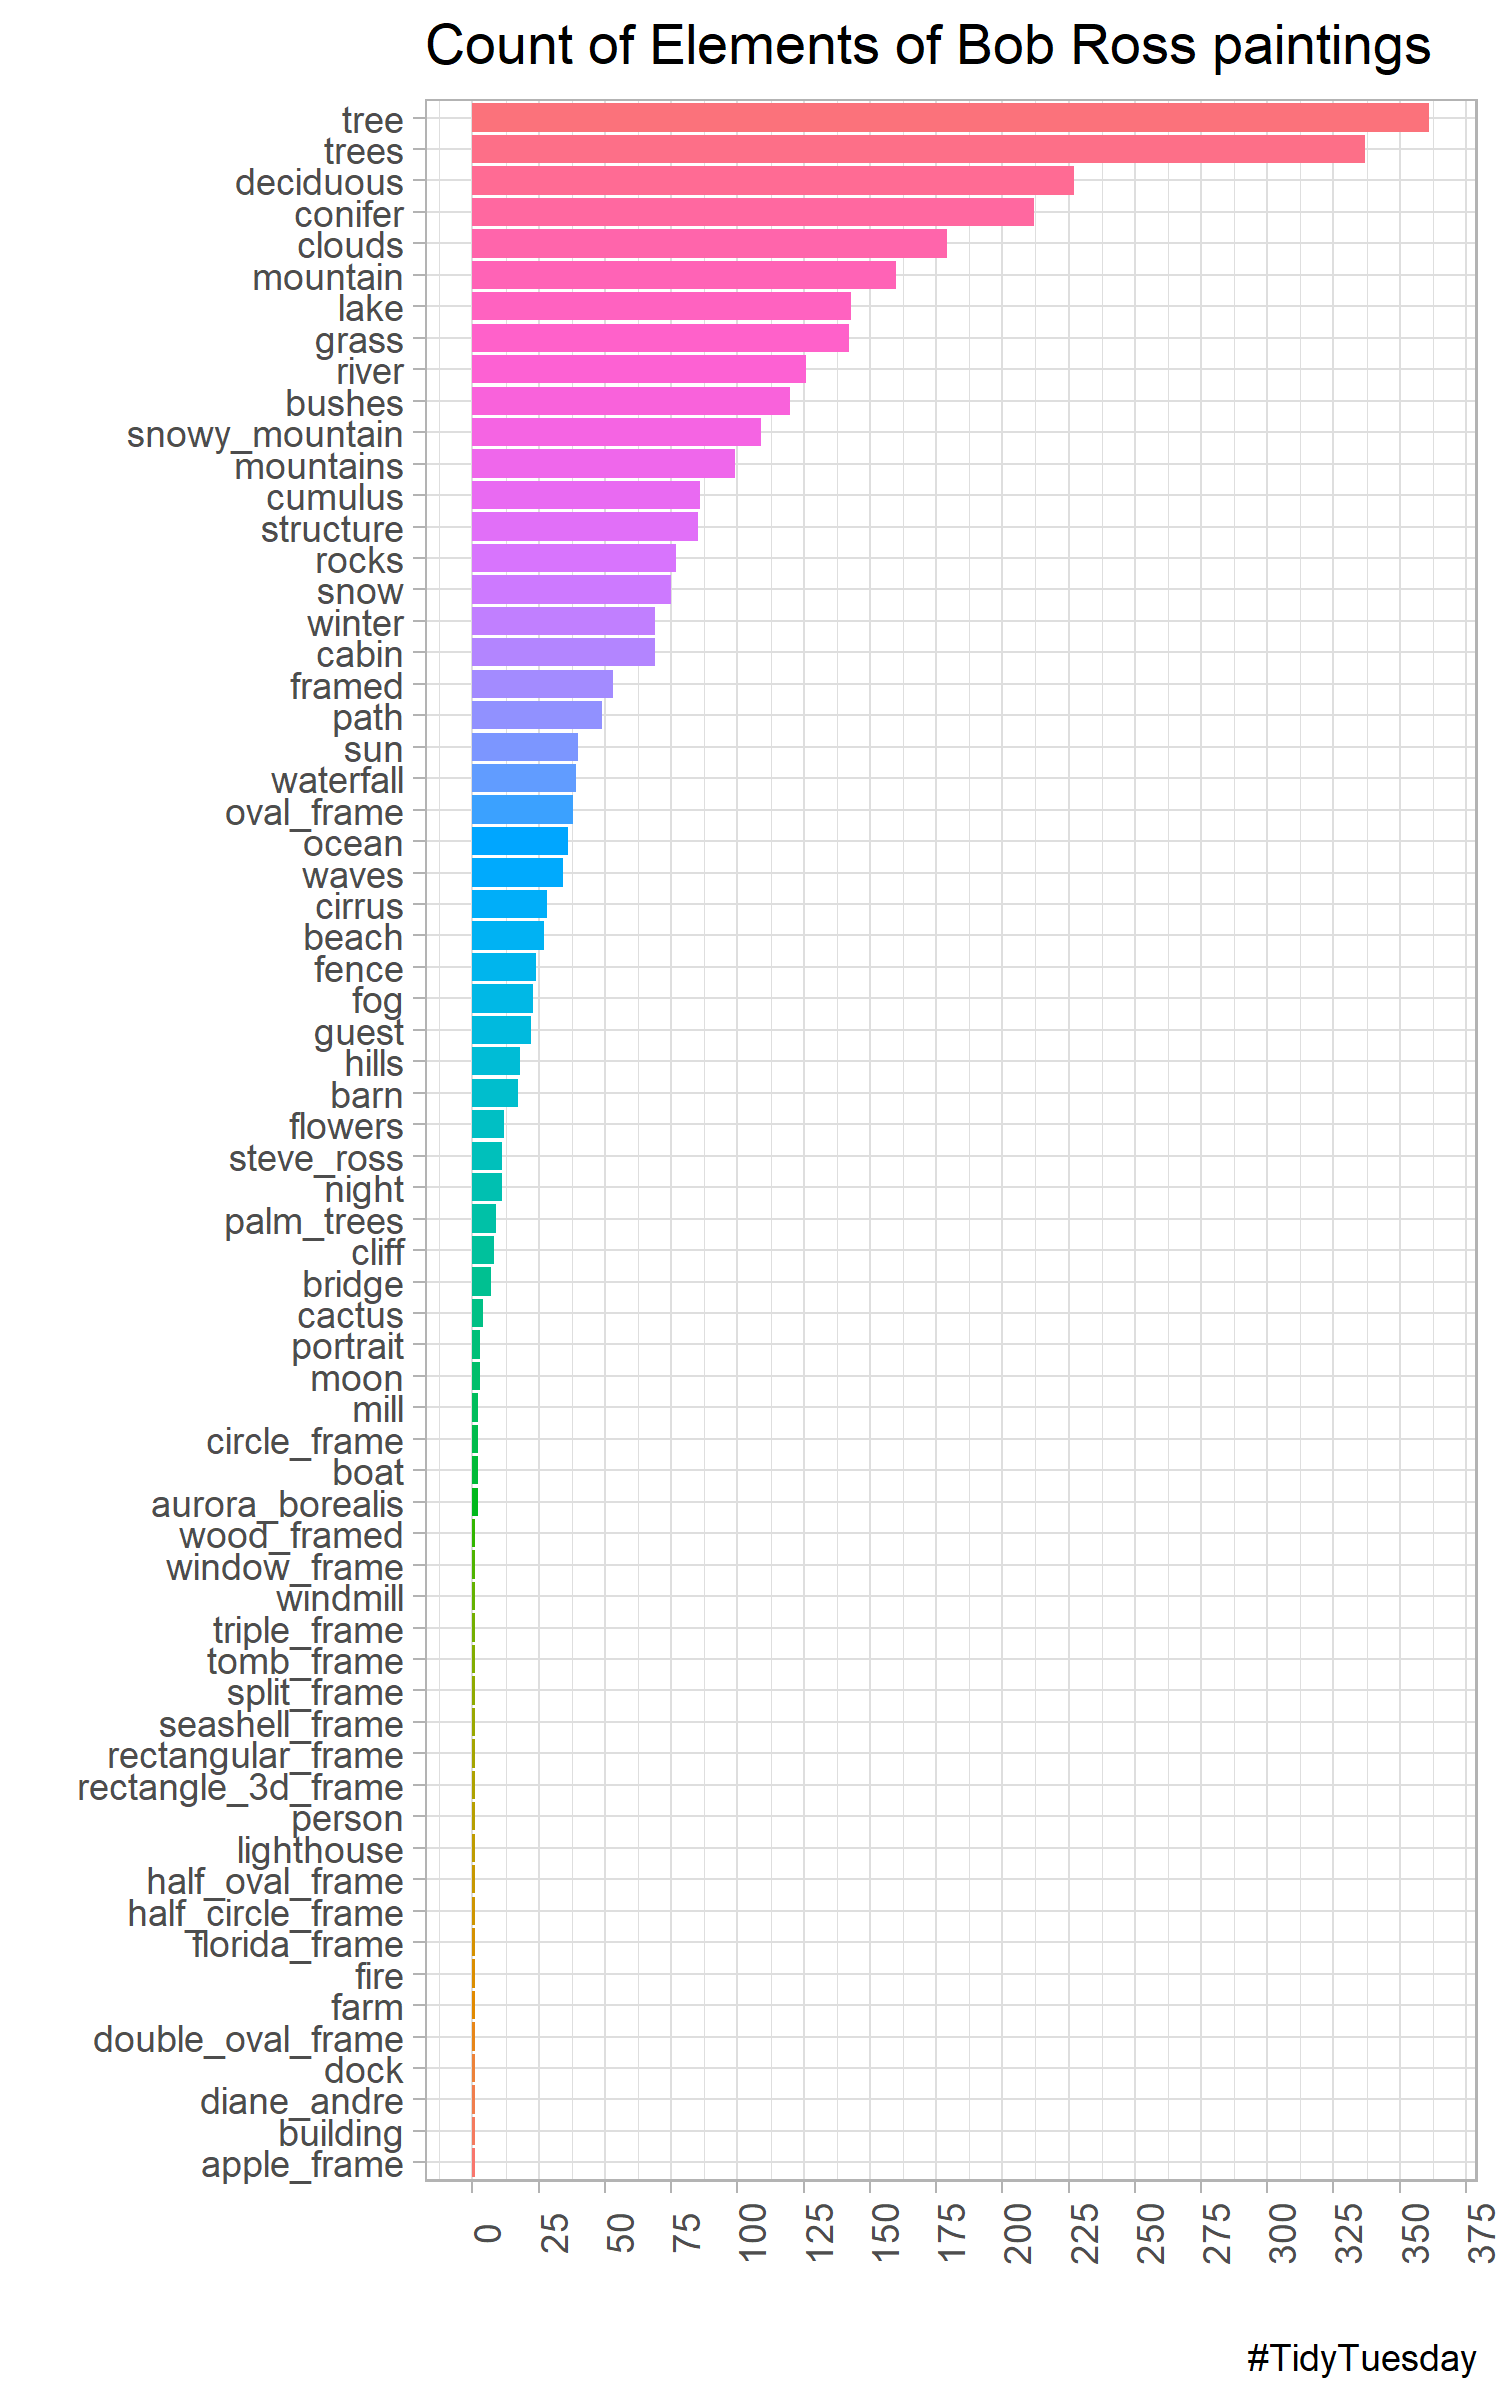 Count of Elements of Bob Ross paintings
tree
trees
deciduous
conifer
clouds
mountain
lake
grass
river
bushes
snowy_mountain
mountains
cumulus
structure
rocks
snow
winter
cabin
framed
path
sun
waterfall
oval_frame
ocean
waves
cirrus
beach
fence
fog
guest
hills
barn
flowers
steve_ross
night
palm_trees
cliff
bridge
cactus
portrait
moon
mill
circle_frame
boat
aurora_borealis
wood_framed
window_frame
windmill
triple_frame
tomb_frame
split_frame
seashell_frame
rectangular_frame
rectangle_3d_frame
person
lighthouse
half_oval_frame
half_circle_frame
florida_frame
fire
farm
double_oval_frame
dock
diane_andre
building
apple_frame
0 25 50 75 100 125 150 175 200 225 250 275 300 325 350 375
#TidyTuesday